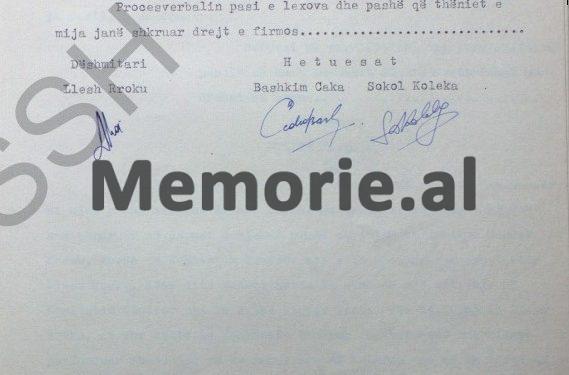 Procesverbalin pasi e lexova dhe pashë që thëniet e
mija janë shkruar drejt e firmos..............................
Dëshmitari H e t u e s a t
Llesh Rroku Bashkim Caka Sokol Koleka
Memorie.al
SSH